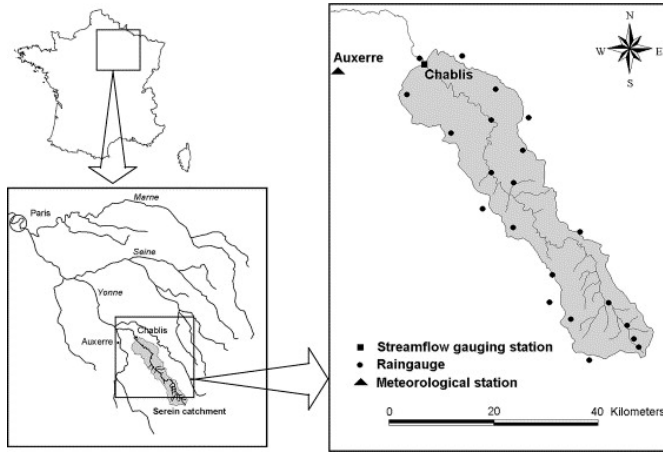 Paris
Marne
Seine
Yonne
Auxerre
Chablis
Serein catchment
Auxerre
Chablis
N
W
E
S
Streamflow gauging station
Raingauge
Meteorological station
0
20
40
Kilometers